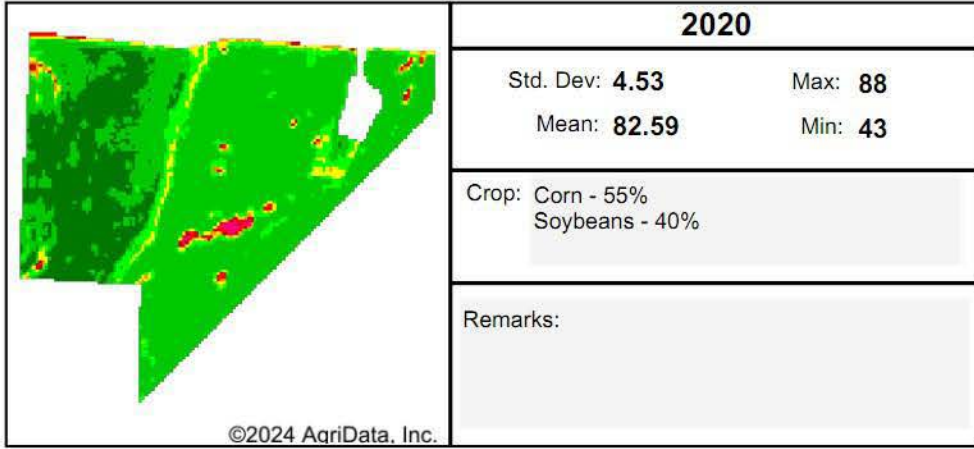 2020
Std. Dev: 4.53 Max: 88
Mean: 82.59 Min: 43
Crop: Corn - 55%
Soybeans - 40%
Remarks:
©2024 AgriData, Inc.